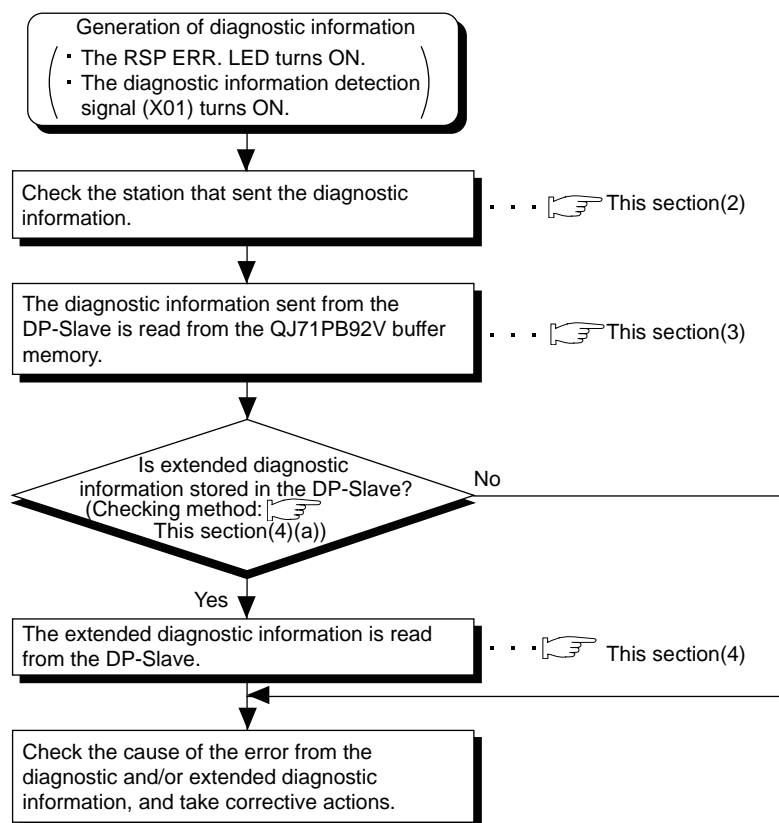 Generation of diagnostic information
· The RSP ERR. LED turns ON.
· The diagnostic information detection
signal (X01) turns ON.
Check the station that sent the diagnostic
information.
· · · This section(2)
The diagnostic information sent from the
DP-Slave is read from the QJ71PB92V buffer
memory.
· · · This section(3)
Is extended diagnostic
information stored in the DP-Slave?
(Checking method:
This section(4)(a))
No
Yes
The extended diagnostic information is read
from the DP-Slave.
· · · This section(4)
Check the cause of the error from the
diagnostic and/or extended diagnostic
information, and take corrective actions.